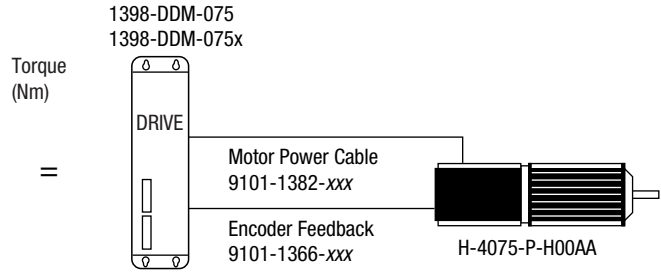 1398-DDM-075
1398-DDM-075x
Torque
(Nm)
=
DRIVE
Motor Power Cable
9101-1382-xxx
Encoder Feedback
9101-1366-xxx
H-4075-P-H00AA